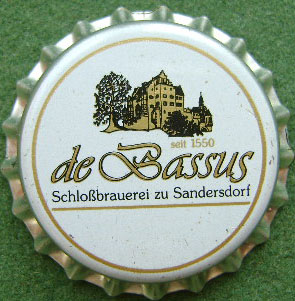 seit 1550
de Bassus
Schloßbrauerei zu Sandersdorf